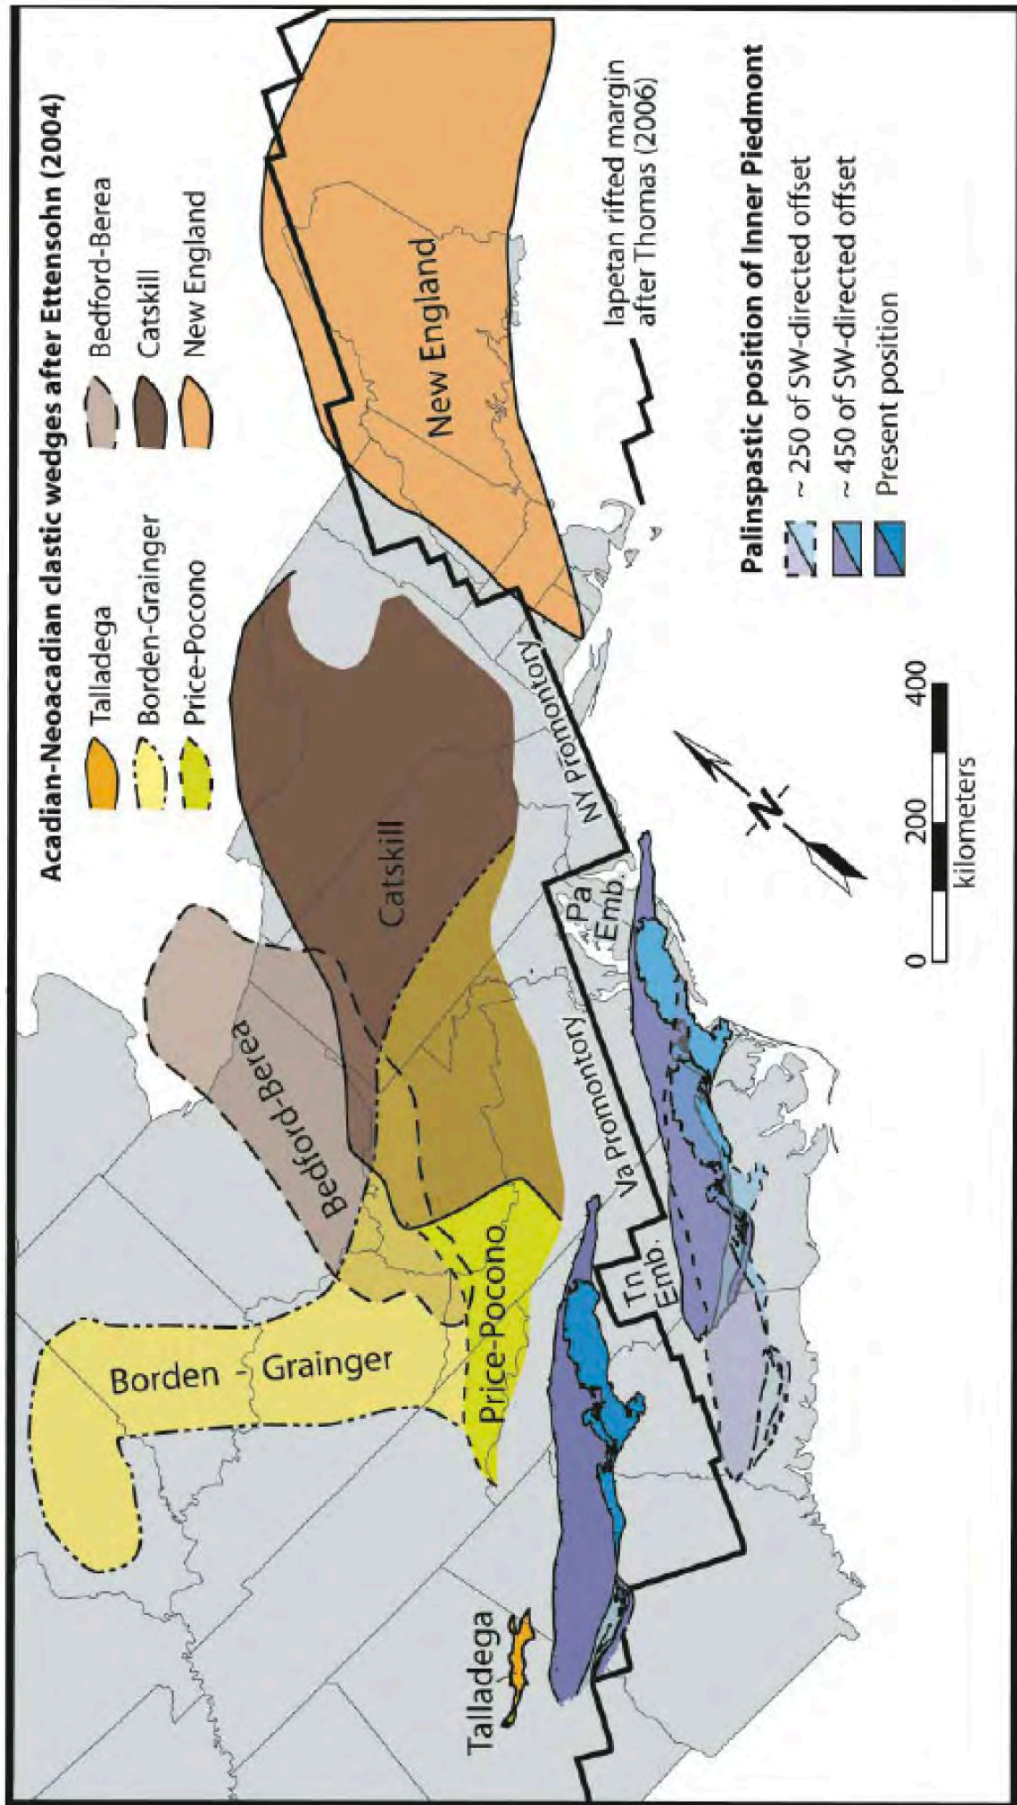 Acadian-Neoacadian clastic wedges after Ettensohn (2004)
Talladega
Borden-Grainger
Price-Pocono
Bedford-Berea
Catskill
New England
New England
Catskill
Bedford-Berea
Borden - Grainger
Price-Pocono
Talladega
NY Promontory
Pa
Emb.
Va Promontory
Tn
Emb.
Iapetan rifted margin
after Thomas (2006)
N
0 200 400
kilometers
Palinspastic position of Inner Piedmont
~ 250 of SW-directed offset
~ 450 of SW-directed offset
Present position